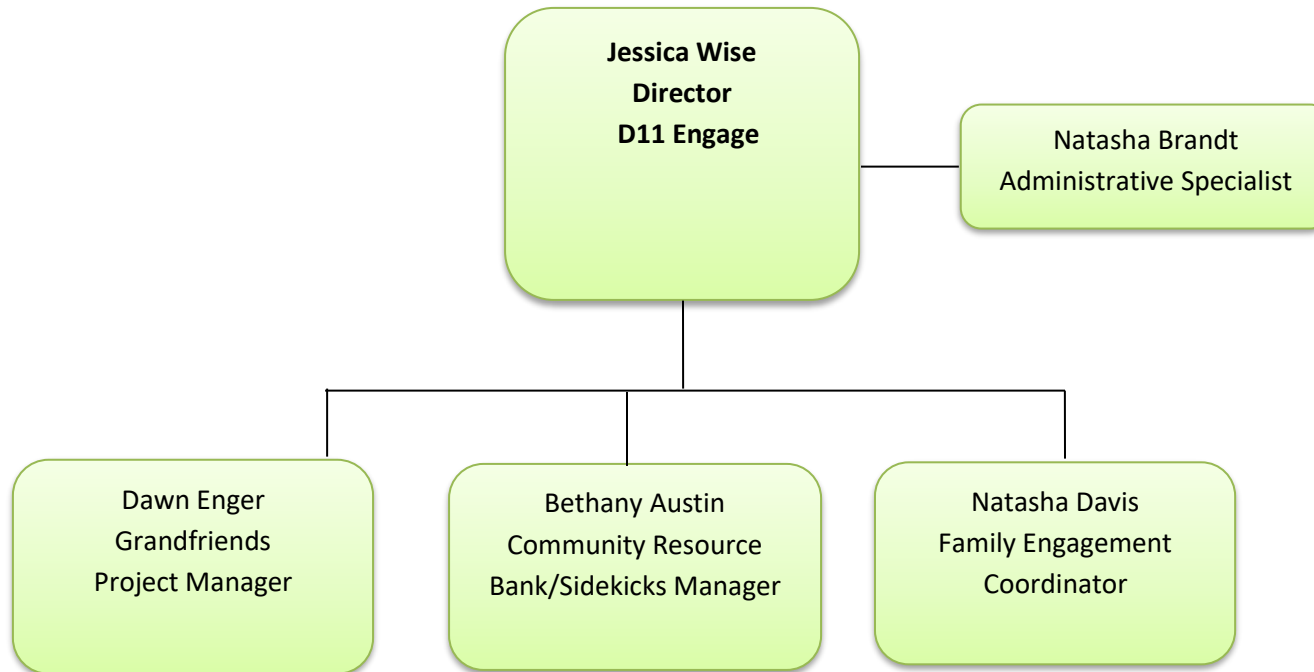 Jessica Wise
Director
D11 Engage
Natasha Brandt
Administrative Specialist
Dawn Enger
Grandfriends
Project Manager
Bethany Austin
Community Resource
Bank/Sidekicks Manager
Natasha Davis
Family Engagement
Coordinator